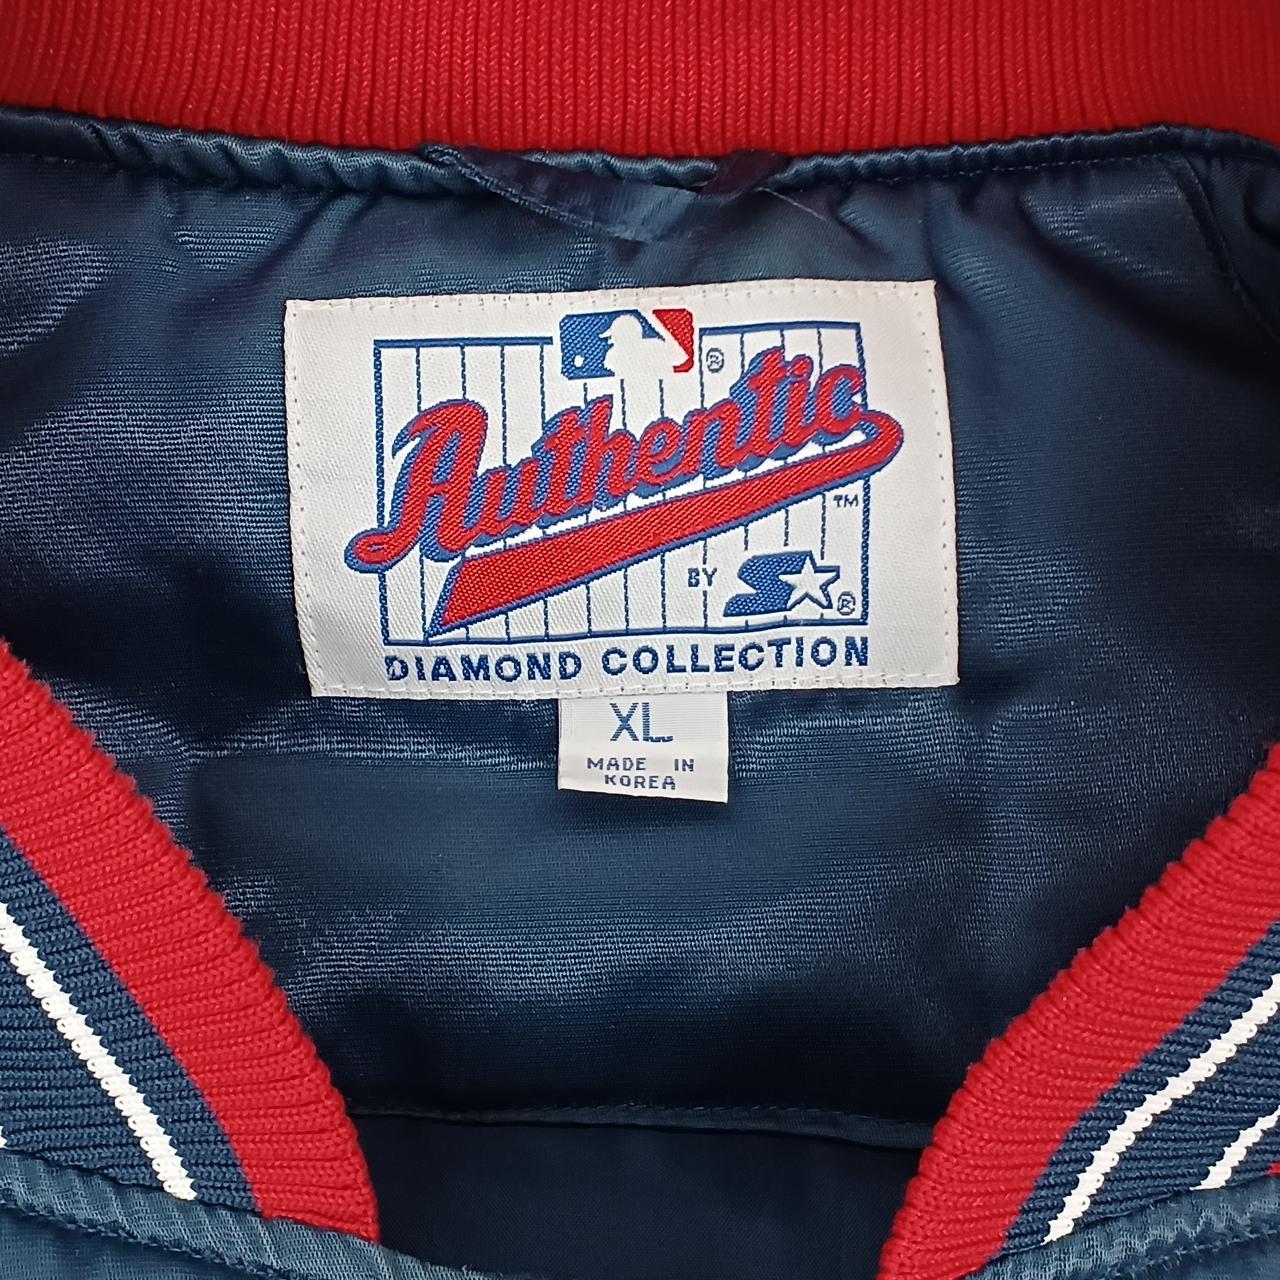 ®
Authentic
™
BY S ®
DIAMOND COLLECTION
XL
MADE IN
KOREA